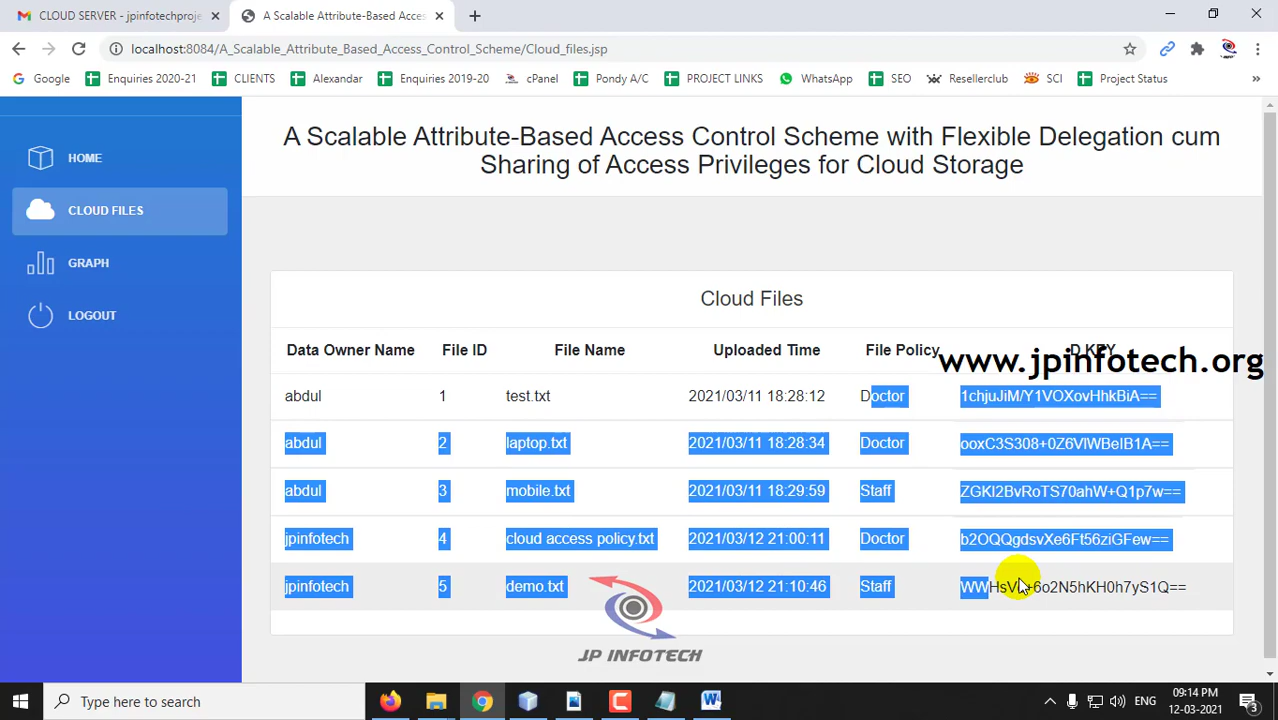 CLOUD SERVER - jpinfotechproje
A Scalable Attribute-Based Acces
localhost:8084/A_Scalable_Attribute_Based_Access_Control_Scheme/Cloud_files.jsp
Google Enquiries 2020-21 CLIENTS Alexandar Enquiries 2019-20 cPanel Pondy A/C PROJECT LINKS WhatsApp SEO Resellerclub SCI Project Status »
A Scalable Attribute-Based Access Control Scheme with Flexible Delegation cum
Sharing of Access Privileges for Cloud Storage
HOME
CLOUD FILES
GRAPH
LOGOUT
Cloud Files
Data Owner Name File ID File Name Uploaded Time File Policy D KEY
www.jpinfotech.org
abdul 1 test.txt 2021/03/11 18:28:12 Doctor 1chjuJiM/Y1VOXovHhkBiA==
abdul 2 laptop.txt 2021/03/11 18:28:34 Doctor ooxC3S308+0Z6VlWBeIB1A==
abdul 3 mobile.txt 2021/03/11 18:29:59 Staff ZGKl2BvRoTS70ahW+Q1p7w==
jpinfotech 4 cloud access policy.txt 2021/03/12 21:00:11 Doctor b2OQQgdsvXe6Ft56ziGFew==
jpinfotech 5 demo.txt 2021/03/12 21:10:46 Staff
JP INFOTECH
Type here to search
ENG
09:14 PM
12-03-2021
3